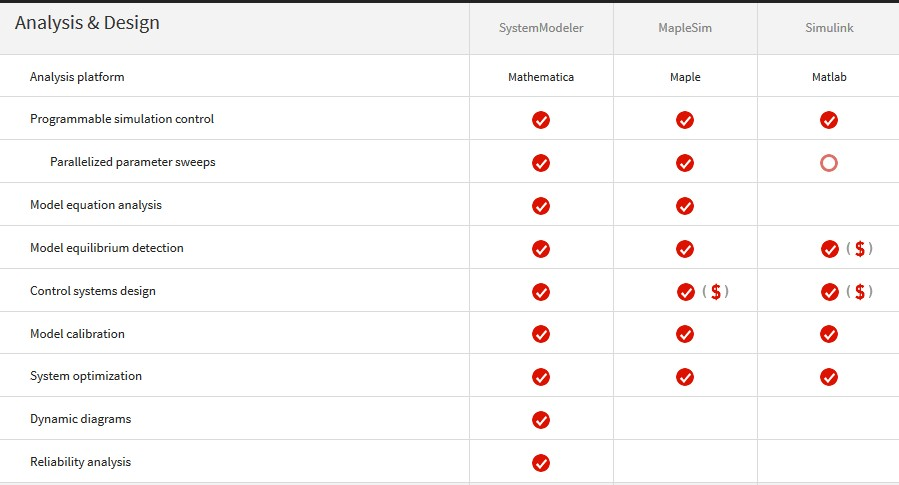 Analysis & Design SystemModeler MapleSim Simulink
Analysis platform Mathematica Maple Matlab
Programmable simulation control
Parallelized parameter sweeps
Model equation analysis
Model equilibrium detection ($)
Control systems design ($) ($)
Model calibration
System optimization
Dynamic diagrams
Reliability analysis